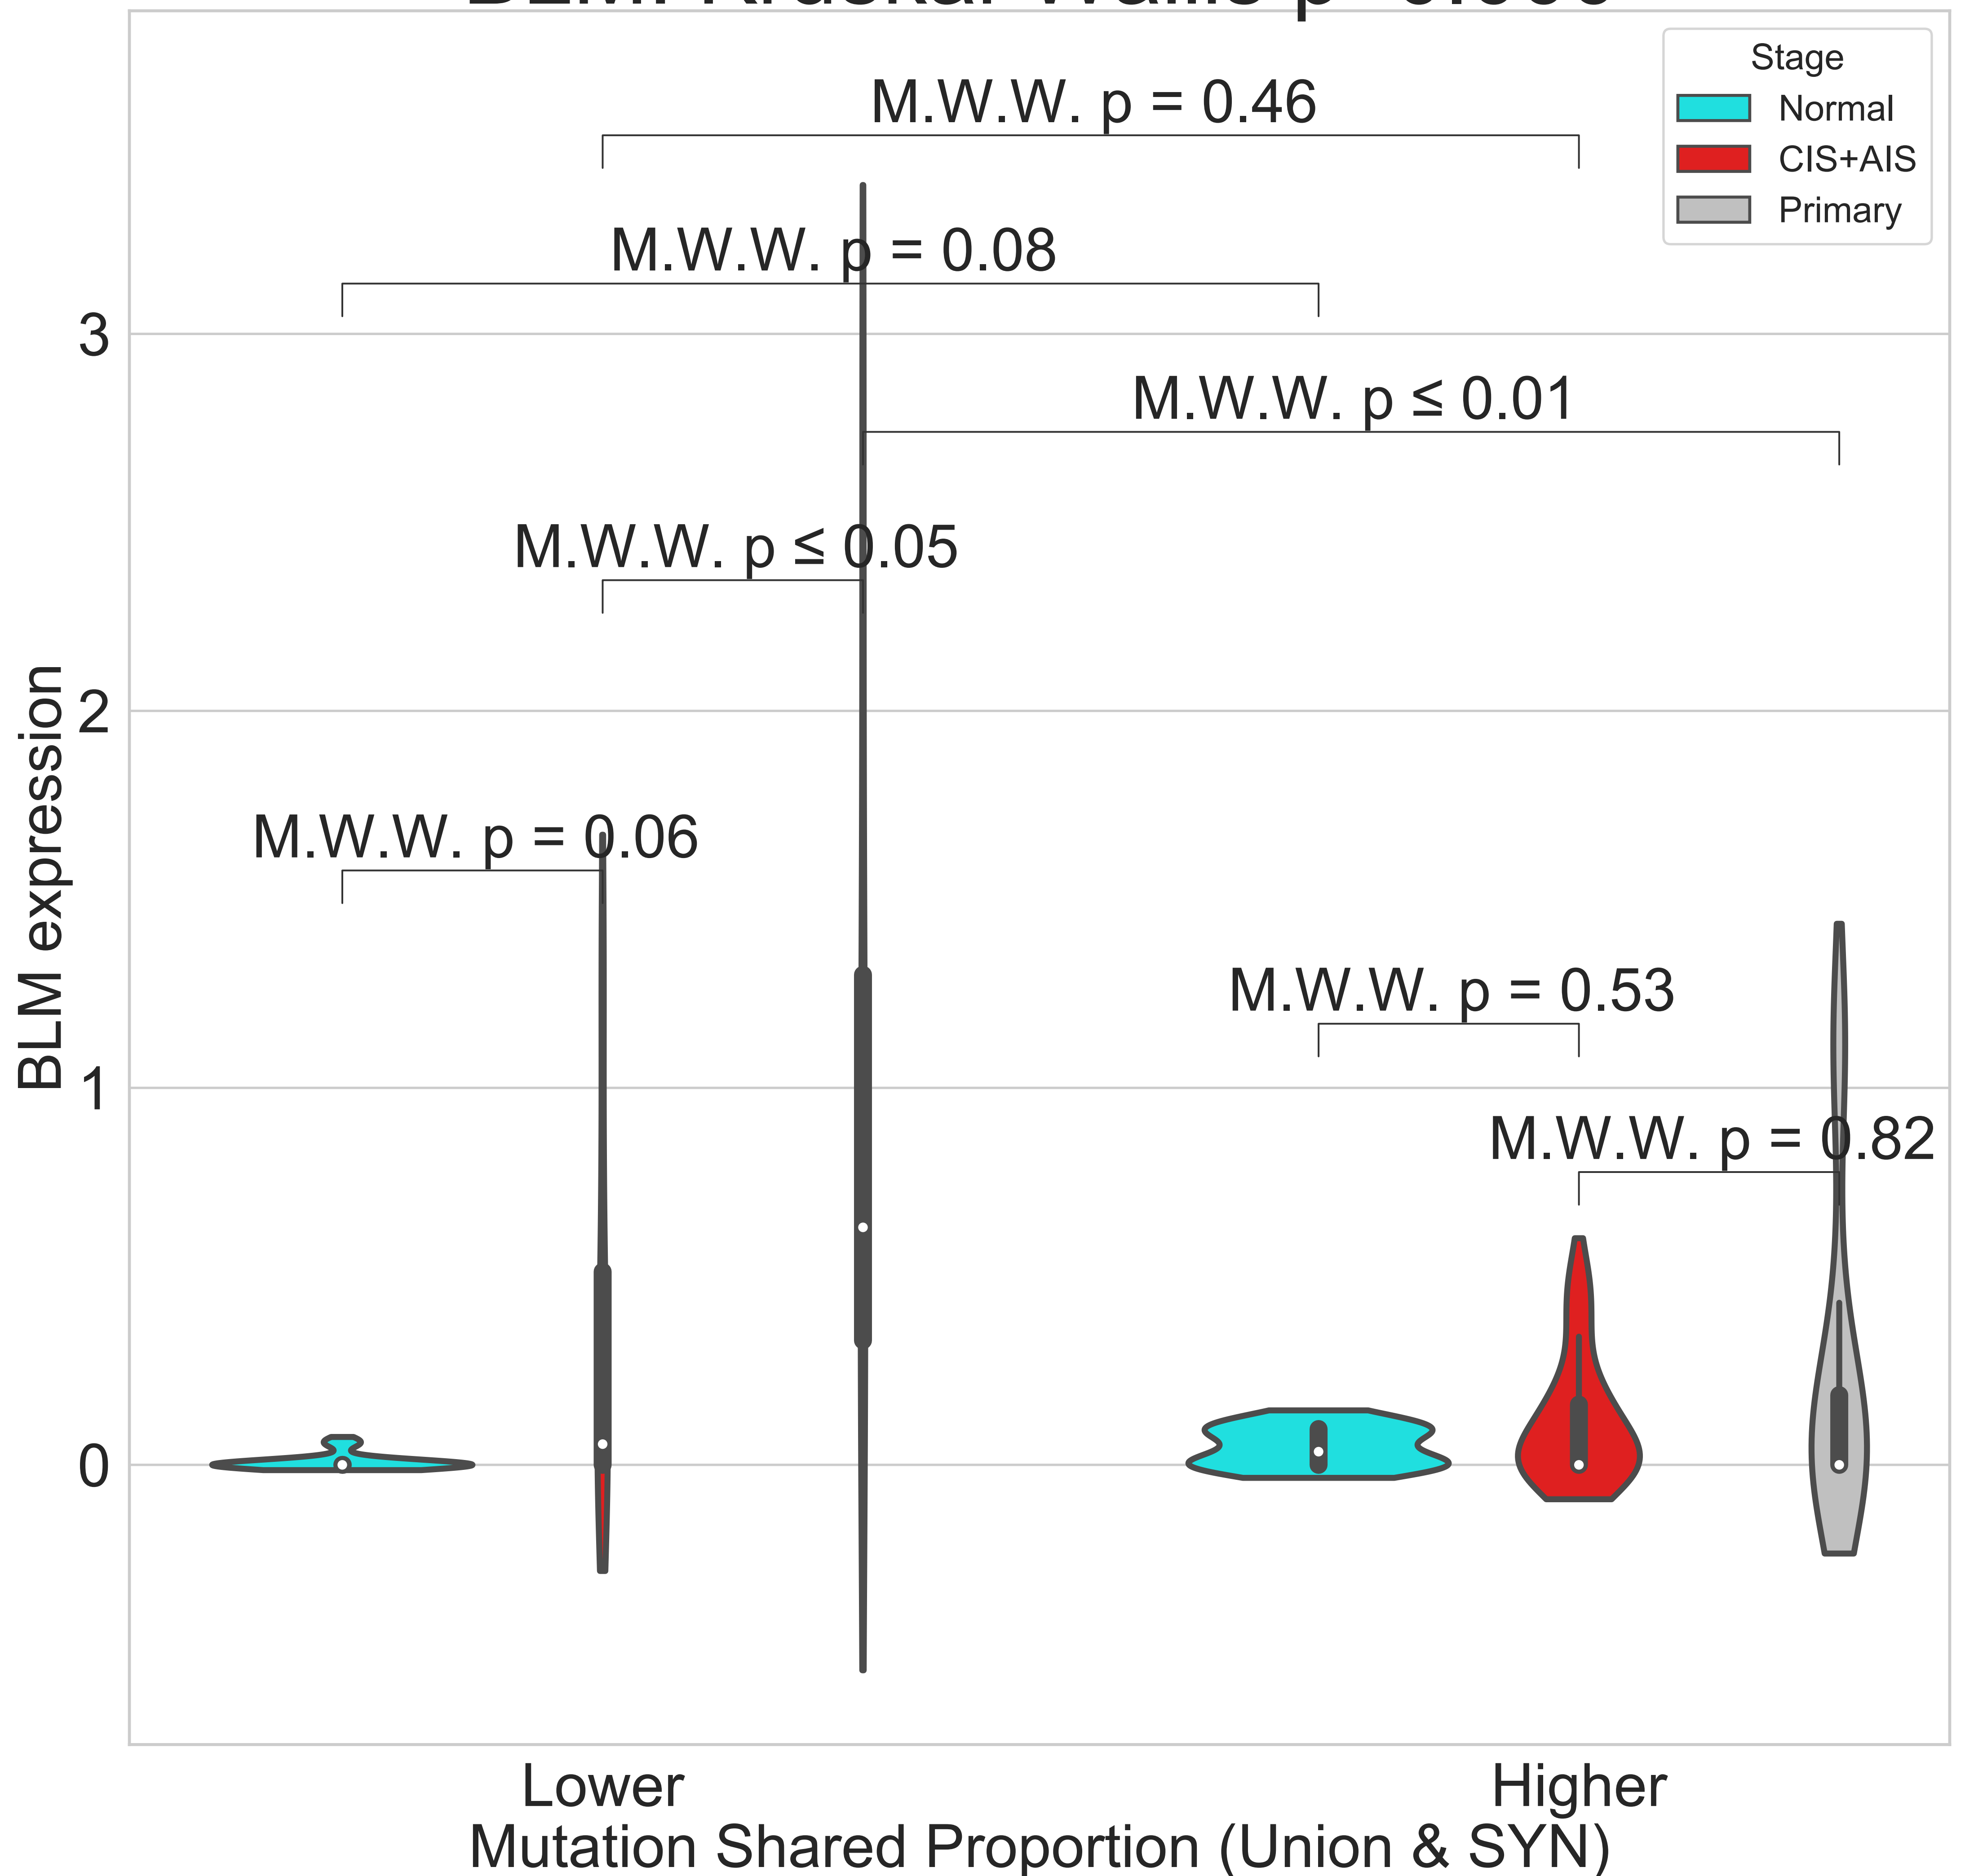 Stage
Normal
CIS+AIS
Primary
M.W.W. p = 0.46
M.W.W. p = 0.08
M.W.W. p ≤ 0.01
M.W.W. p ≤ 0.05
M.W.W. p = 0.06
M.W.W. p = 0.53
M.W.W. p = 0.82
BLM expression
3
2
1
0
Lower
Higher
Mutation Shared Proportion (Union & SYN)